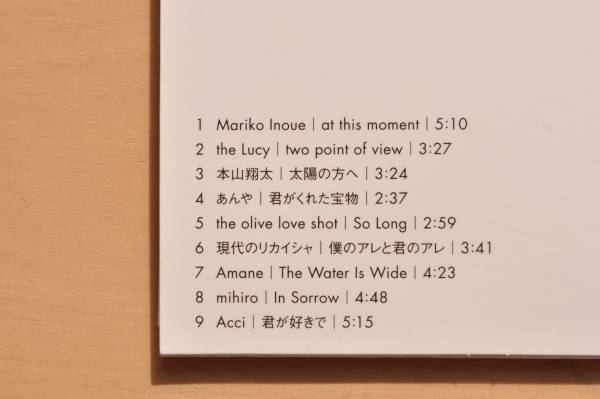 1 Mariko Inoue | at this moment | 5:10
2 the Lucy | two point of view | 3:27
3 本山翔太 | 太陽の方へ | 3:24
4 あんや | 君がくれた宝物 | 2:37
5 the olive love shot | So Long | 2:59
6 現代のリカイシャ | 僕のアレと君のアレ | 3:41
7 Amane | The Water Is Wide | 4:23
8 mihiro | In Sorrow | 4:48
9 Acci | 君が好きで | 5:15